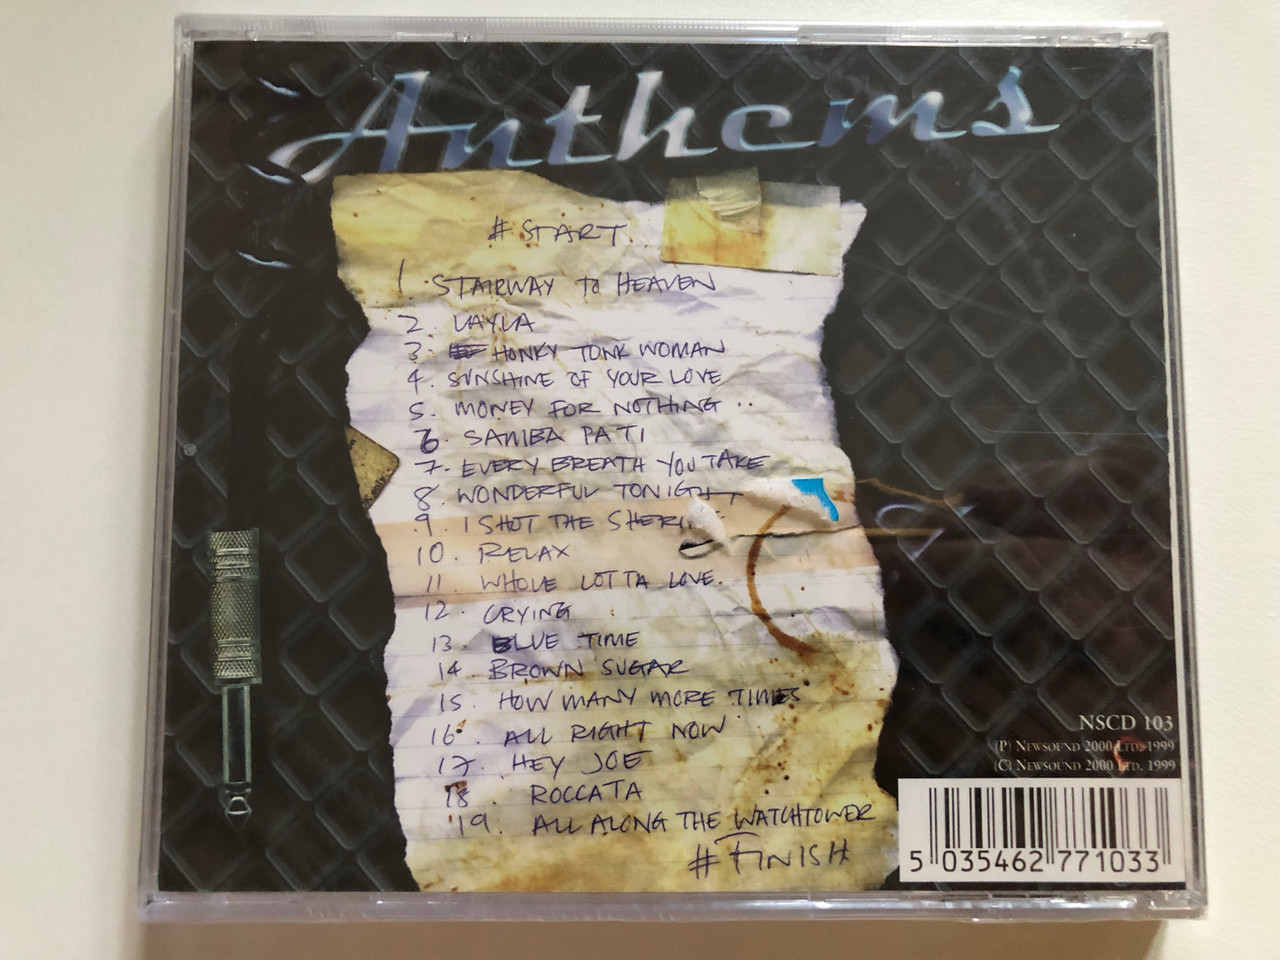 Anthems
# START
1. STAIRWAY TO HEAVEN
2. LAYLA
3. HONKY TONK WOMAN
4. SUNSHINE OF YOUR LOVE
5. MONEY FOR NOTHING
6. SAMBA PA TI
7. EVERY BREATH YOU TAKE
8. WONDERFUL TONIGHT
9. I SHOT THE
10. RELAX
11. WHOLE LOTTA LOVE.
12. CRYING
13. BLUE TIME
14. BROWN SUGAR
15. HOW MANY MORE TIMES
16. ALL RIGHT NOW
17. HEY JOE
18. ROCCATA
19. ALL ALONG THE WATCHTOWER
# FINISH
NSCD 103
(P) NEWSOUND 2000 LTD. 1999
(C) NEWSOUND 2000 LTD. 1999
5 035462 771033